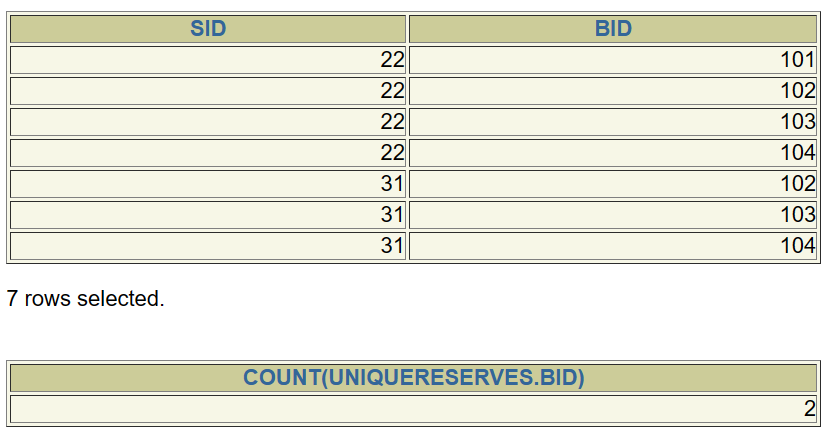 SID BID
22 101
22 102
22 103
22 104
31 102
31 103
31 104
7 rows selected.
COUNT(UNIQUERESERVES.BID)
2